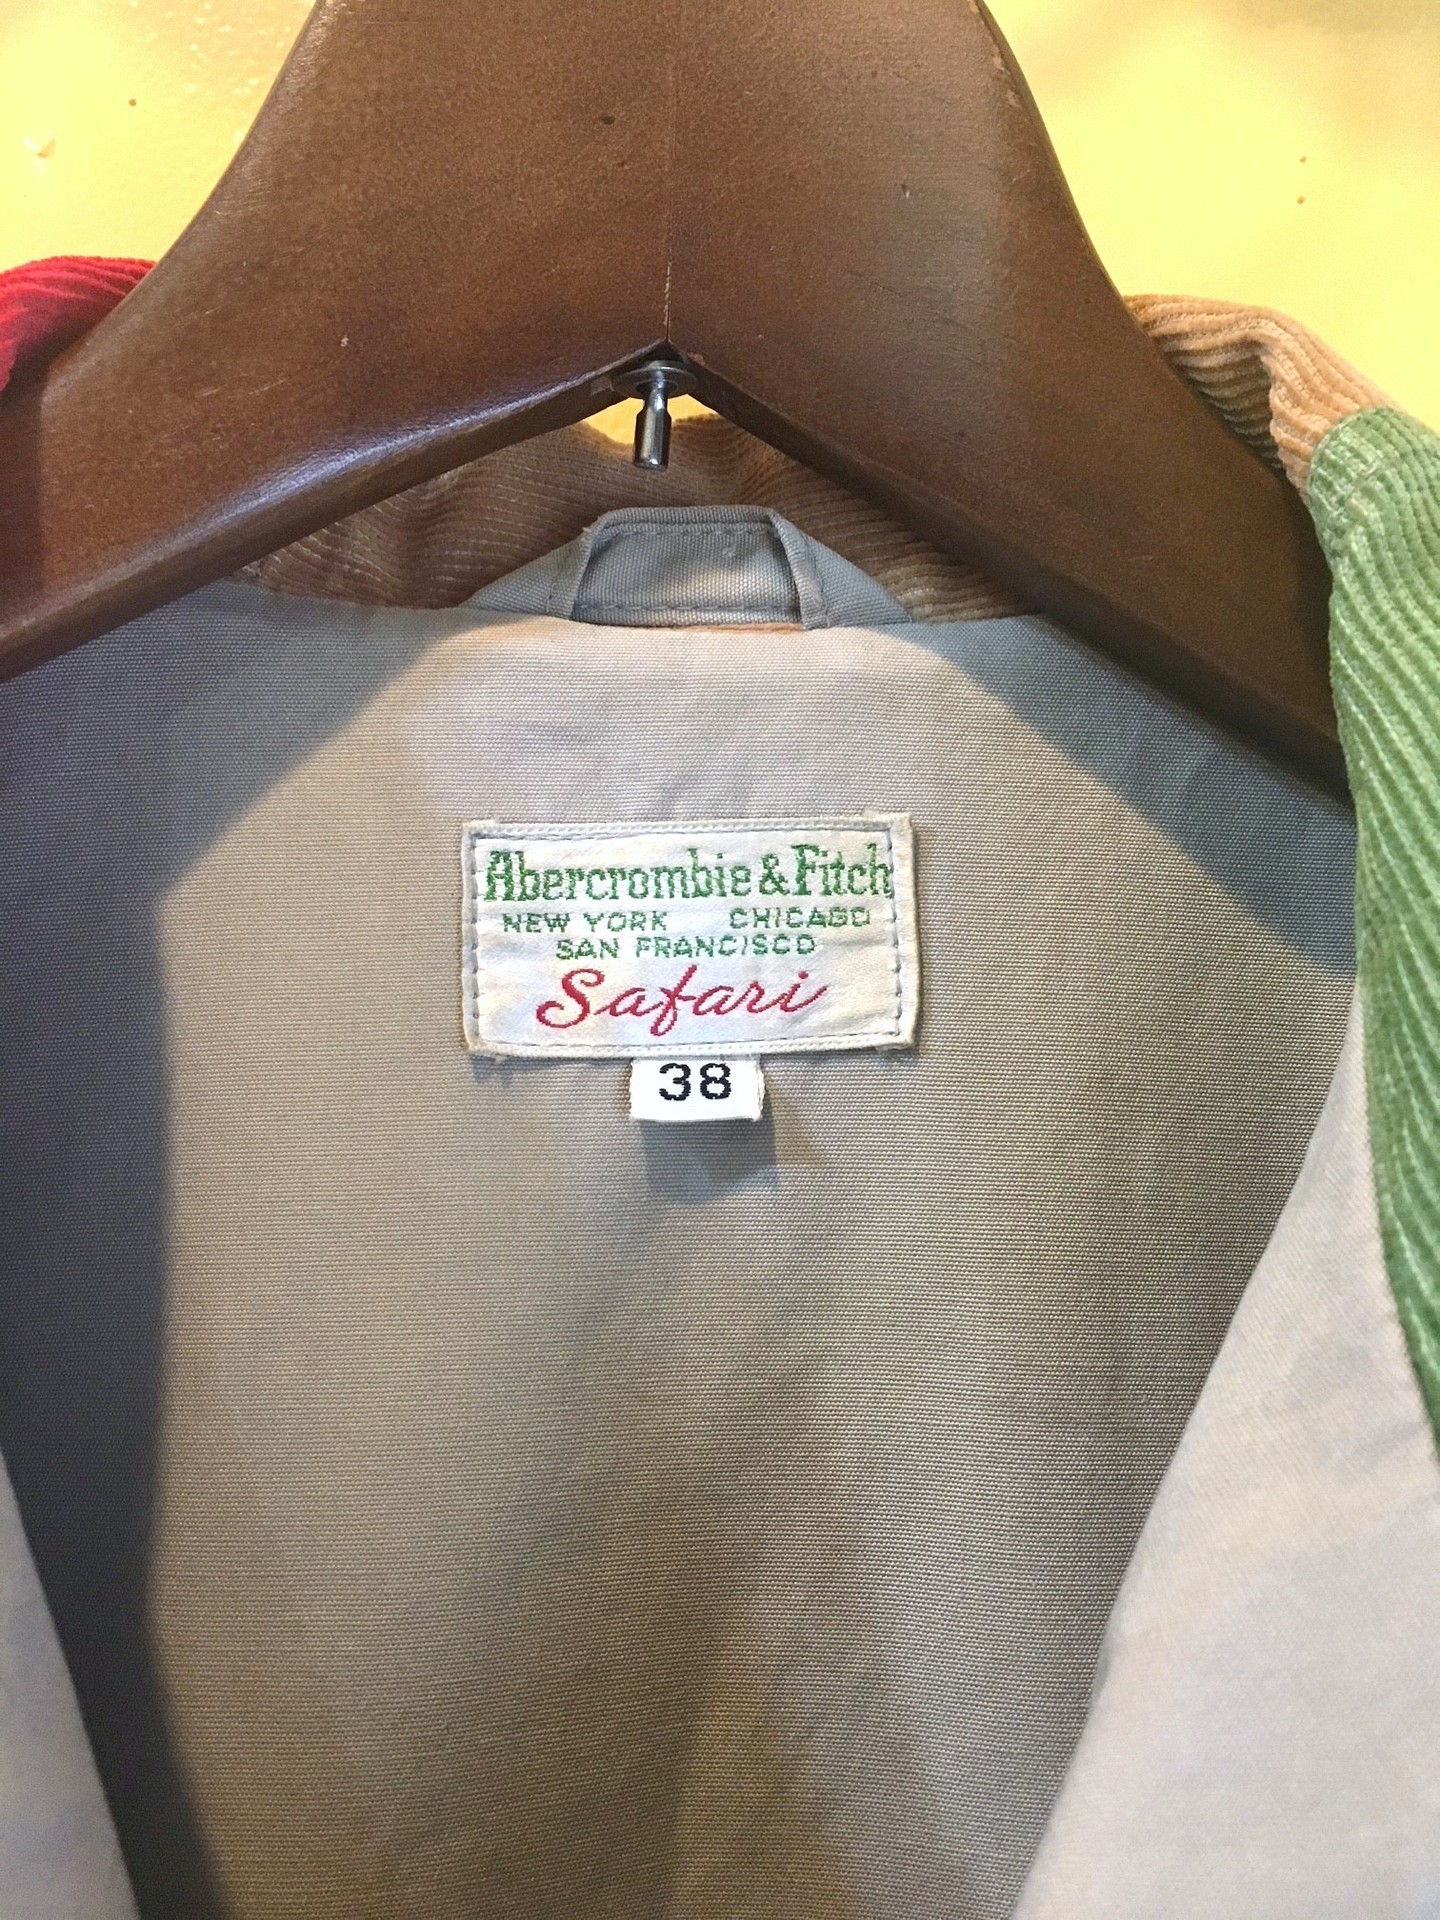 Abercrombie & Fitch
NEW YORK CHICAGO
SAN FRANCISCO
Safari
38